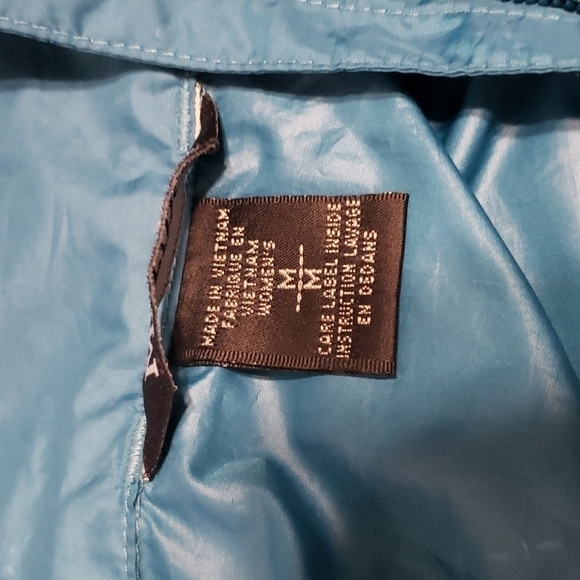 MADE IN VIETNAM
FABRIQUE EN
VIETNAM
WOMEN'S
M M
CARE LABEL INSIDE
INSTRUCTION LAVAGE
EN DEDANS